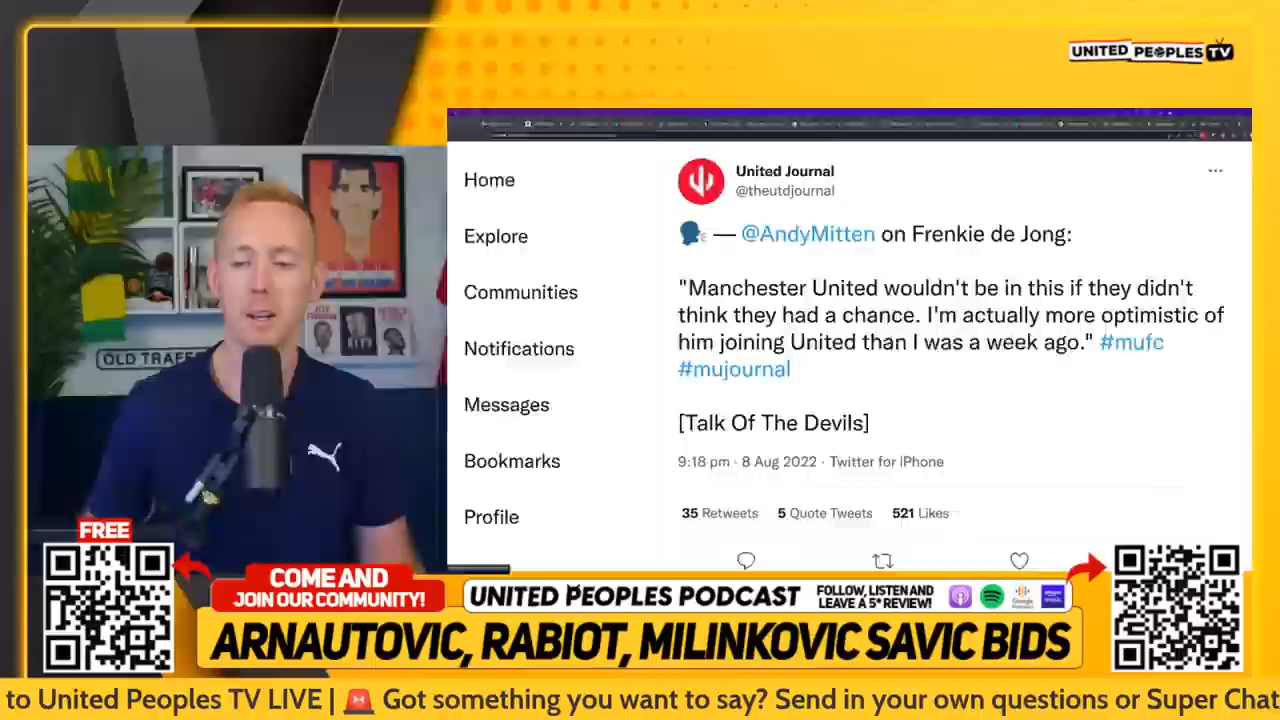 UNITED PEOPLES TV
Home
Explore
Communities
Notifications
Messages
Bookmarks
Profile
United Journal
@theutdjournal
— @AndyMitten on Frenkie de Jong:
"Manchester United wouldn't be in this if they didn't
think they had a chance. I'm actually more optimistic of
him joining United than I was a week ago." #mufc
#mujournal
[Talk Of The Devils]
9:18 pm · 8 Aug 2022 · Twitter for iPhone
35 Retweets 5 Quote Tweets 521 Likes
OLD TRAFF
FREE
COME AND
JOIN OUR COMMUNITY!
UNITED PEOPLES PODCAST
FOLLOW, LISTEN AND
LEAVE A 5* REVIEW!
ARNAUTOVIC, RABIOT, MILINKOVIC SAVIC BIDS
to United Peoples TV LIVE | 🚨 Got something you want to say? Send in your own questions or Super Chat